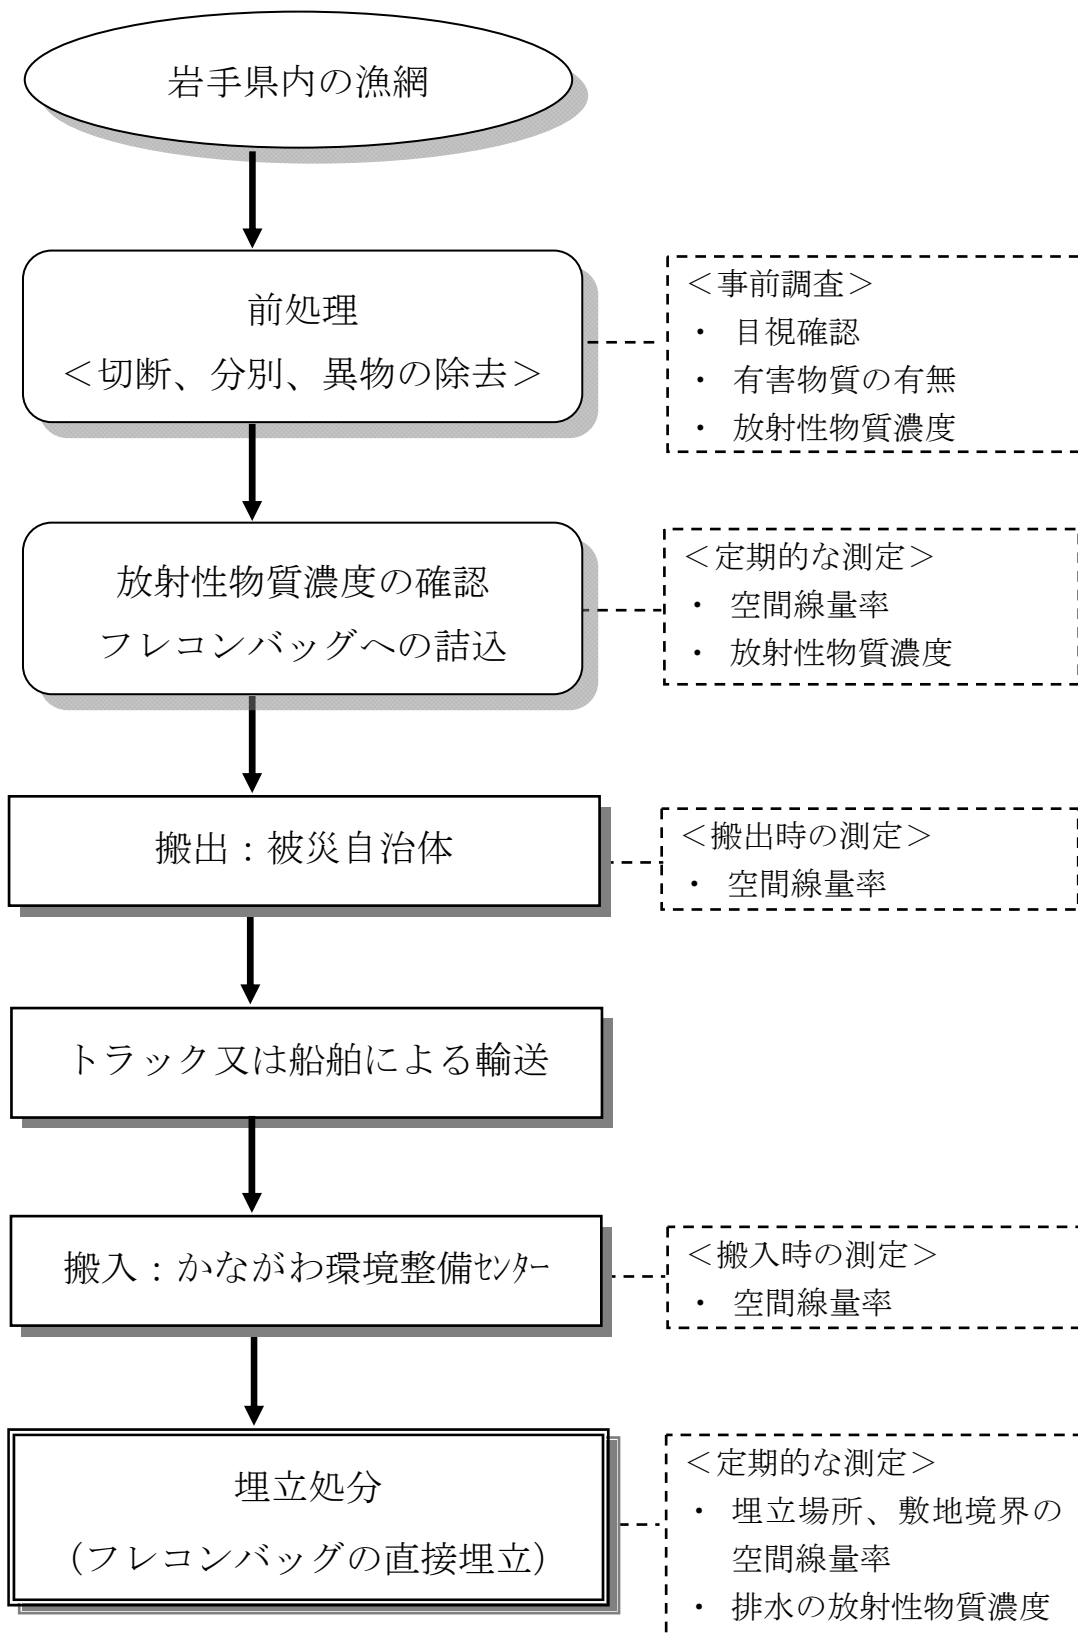 岩手県内の漁網
前処理
＜切断、分別、異物の除去＞
＜事前調査＞
・ 目視確認
・ 有害物質の有無
・ 放射性物質濃度
放射性物質濃度の確認
フレコンバッグへの詰込
＜定期的な測定＞
・ 空間線量率
・ 放射性物質濃度
搬出：被災自治体
＜搬出時の測定＞
・ 空間線量率
トラック又は船舶による輸送
搬入：かながわ環境整備ｾﾝﾀｰ
＜搬入時の測定＞
・ 空間線量率
埋立処分
（フレコンバッグの直接埋立）
＜定期的な測定＞
・ 埋立場所、敷地境界の
空間線量率
・ 排水の放射性物質濃度